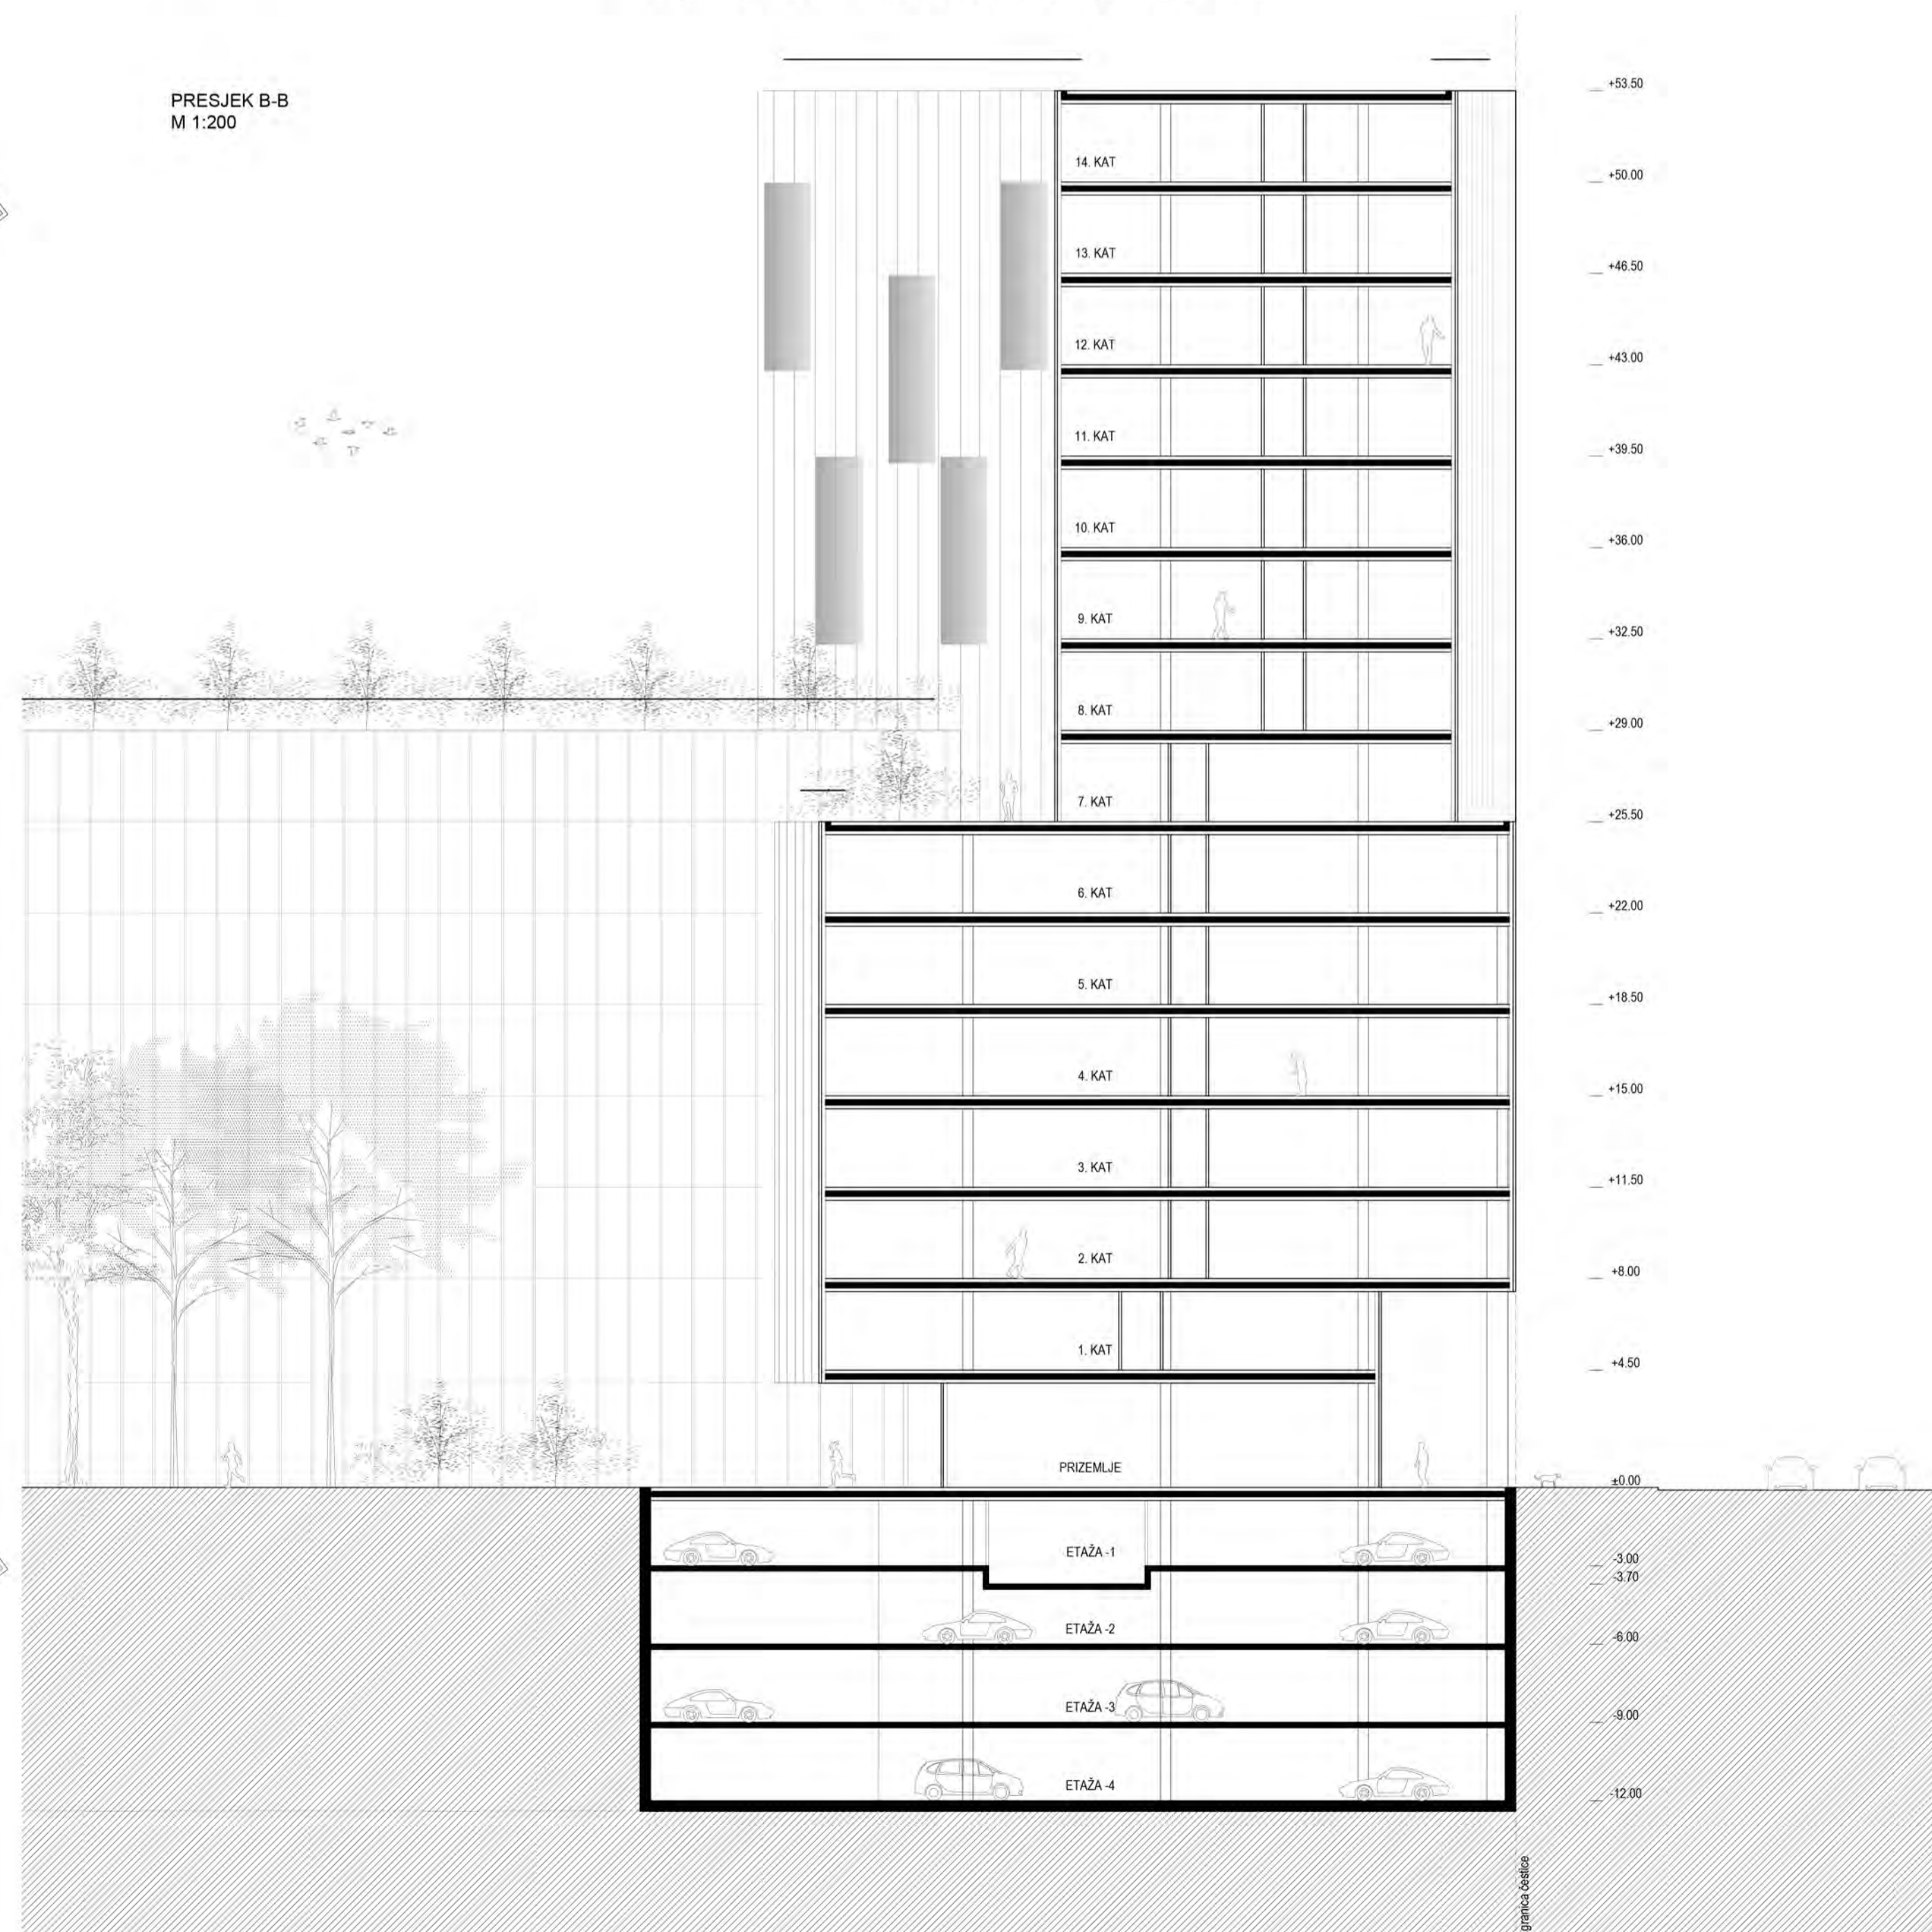 PRESJEK B-B
M 1:200
+53.50
14. KAT
+50.00
13. KAT
+46.50
12. KAT
+43.00
11. KAT
+39.50
10. KAT
+36.00
9. KAT
+32.50
8. KAT
+29.00
7. KAT
+25.50
6. KAT
+22.00
5. KAT
+18.50
4. KAT
+15.00
3. KAT
+11.50
2. KAT
+8.00
1. KAT
+4.50
PRIZEMLJE
±0.00
ETAŽA -1
-3.00
-3.70
ETAŽA -2
-6.00
ETAŽA -3
-9.00
ETAŽA -4
-12.00
granica čestice